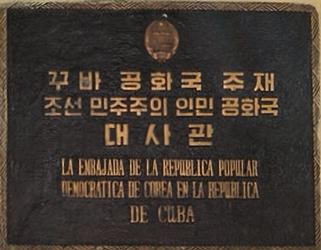 꾸바 공화국 주재
조선 민주주의 인민 공화국
대사관
LA EMBAJADA DE LA REPUBLICA POPULAR
DEMOCRATICA DE COREA EN LA REPUBLICA
DE CUBA